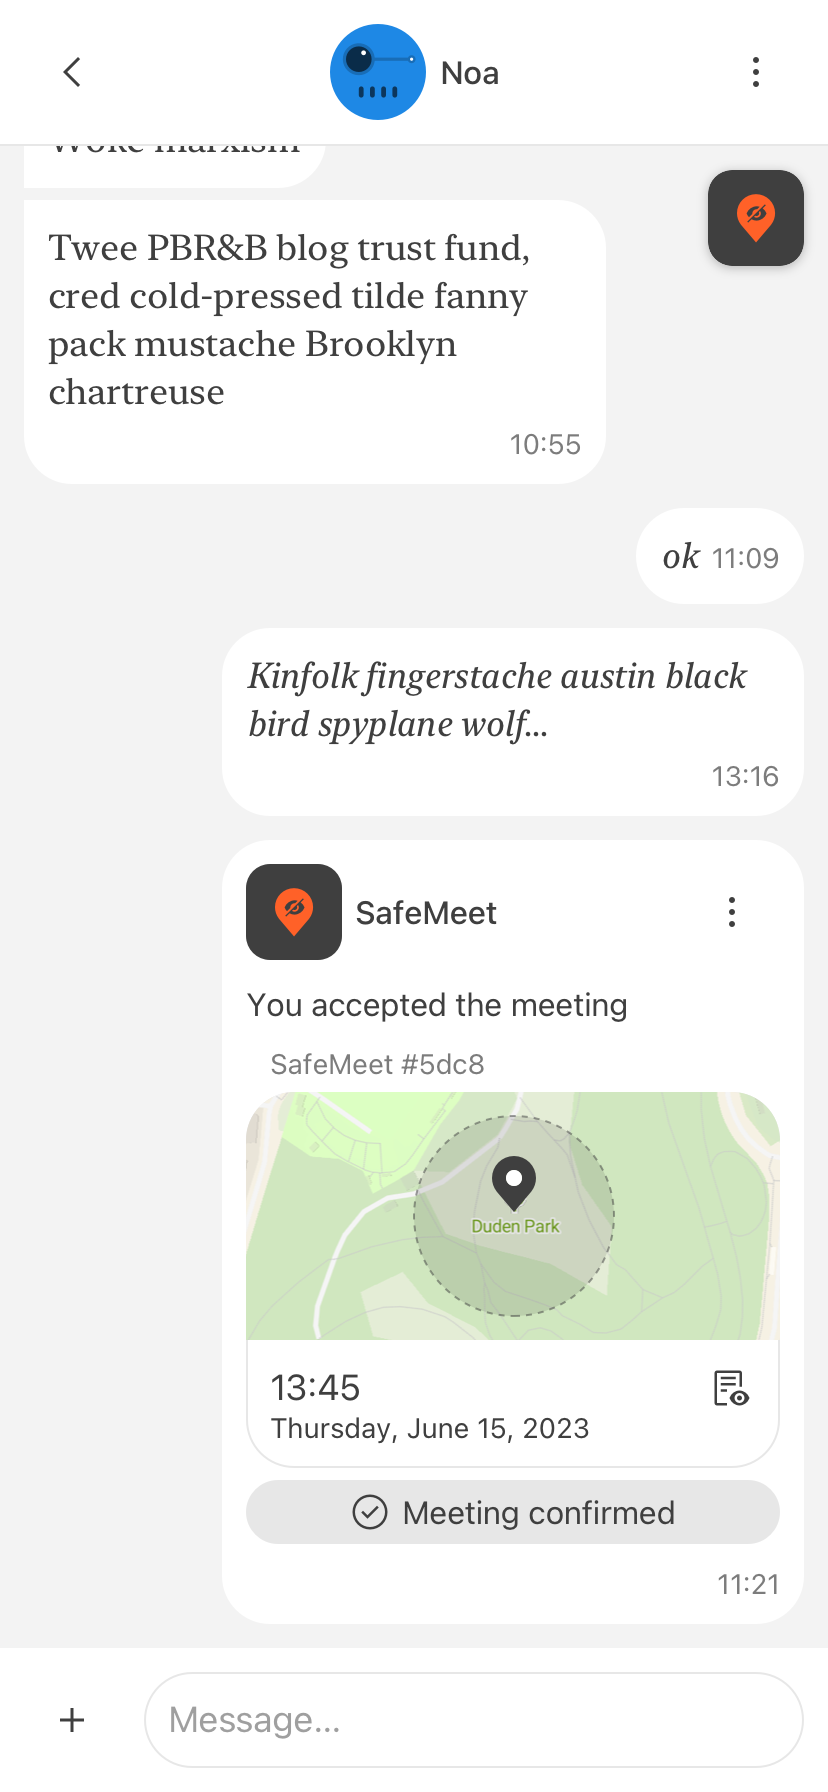 Noa
Woke marxism
Twee PBR&B blog trust fund,
cred cold-pressed tilde fanny
pack mustache Brooklyn
chartreuse
10:55
ok 11:09
Kinfolk fingerstache austin black
bird spyplane wolf...
13:16
SafeMeet
You accepted the meeting
SafeMeet #5dc8
Duden Park
13:45
Thursday, June 15, 2023
Meeting confirmed
11:21
Message...